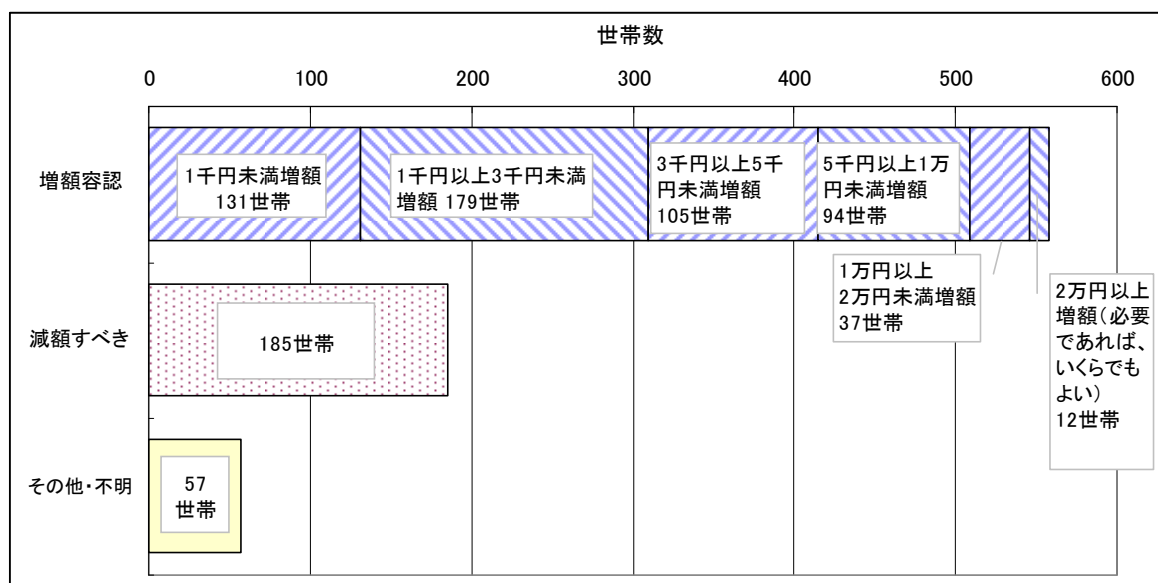 世帯数
0 100 200 300 400 500 600
増額容認
1千円未満増額
131世帯
1千円以上3千円未満
増額 179世帯
3千円以上5千
円未満増額
105世帯
5千円以上1万
円未満増額
94世帯
1万円以上
2万円未満増額
37世帯
2万円以上
増額(必要
であれば、
いくらでも
よい)
12世帯
減額すべき
185世帯
その他・不明
57
世帯